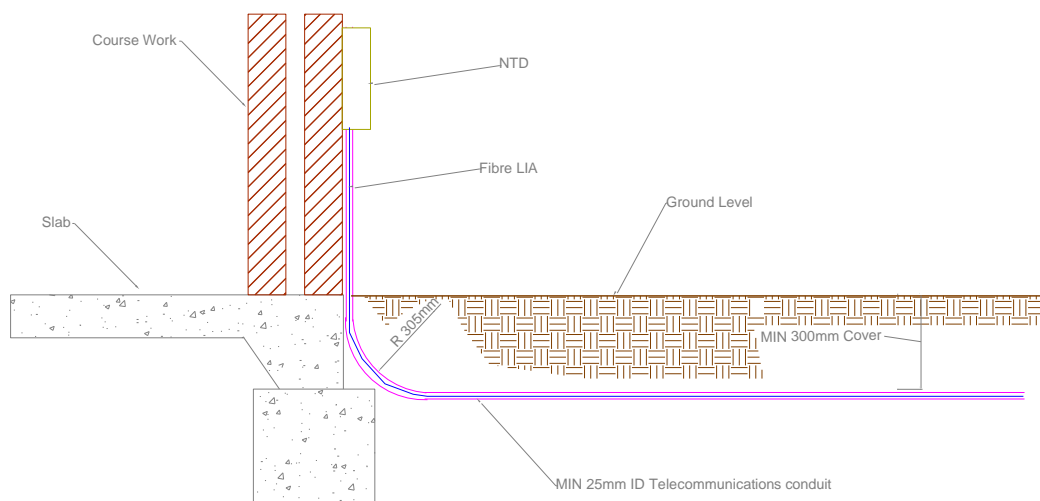 Course Work
NTD
Fibre LIA
Ground Level
Slab
R 305mm
MIN 300mm Cover
MIN 25mm ID Telecommunications conduit